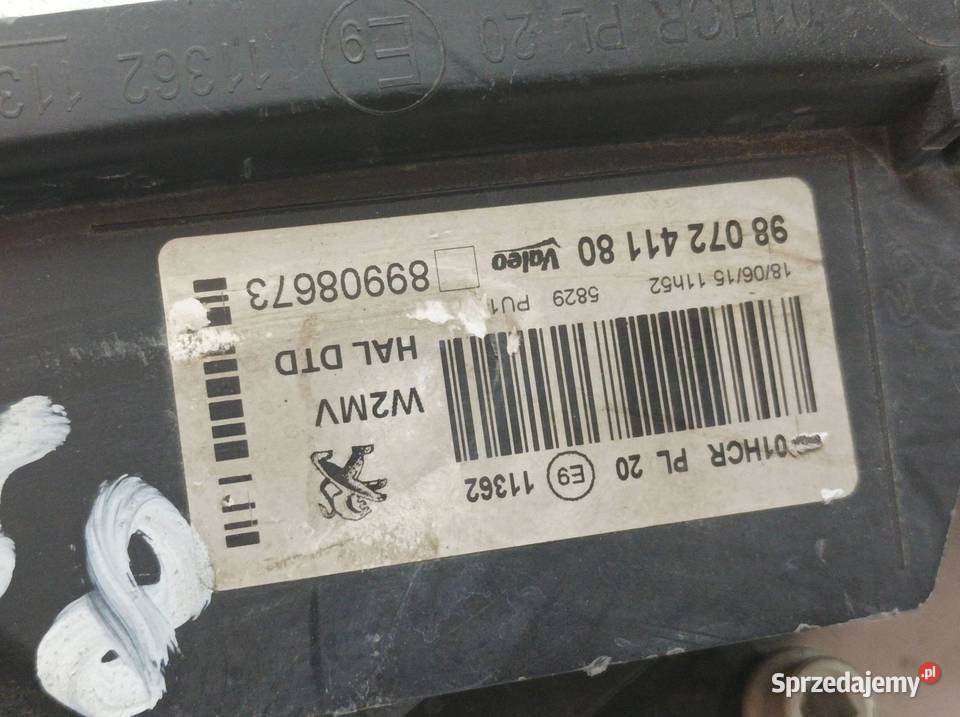 01HCR PL 20 E9 11362
W2MV
HAL DTD
18/06/15 11h52 5829 PU1
98 072 411 80 Valeo 89908673
01HCR PL 20 E9 11362 113
Sprzedajemy.pl